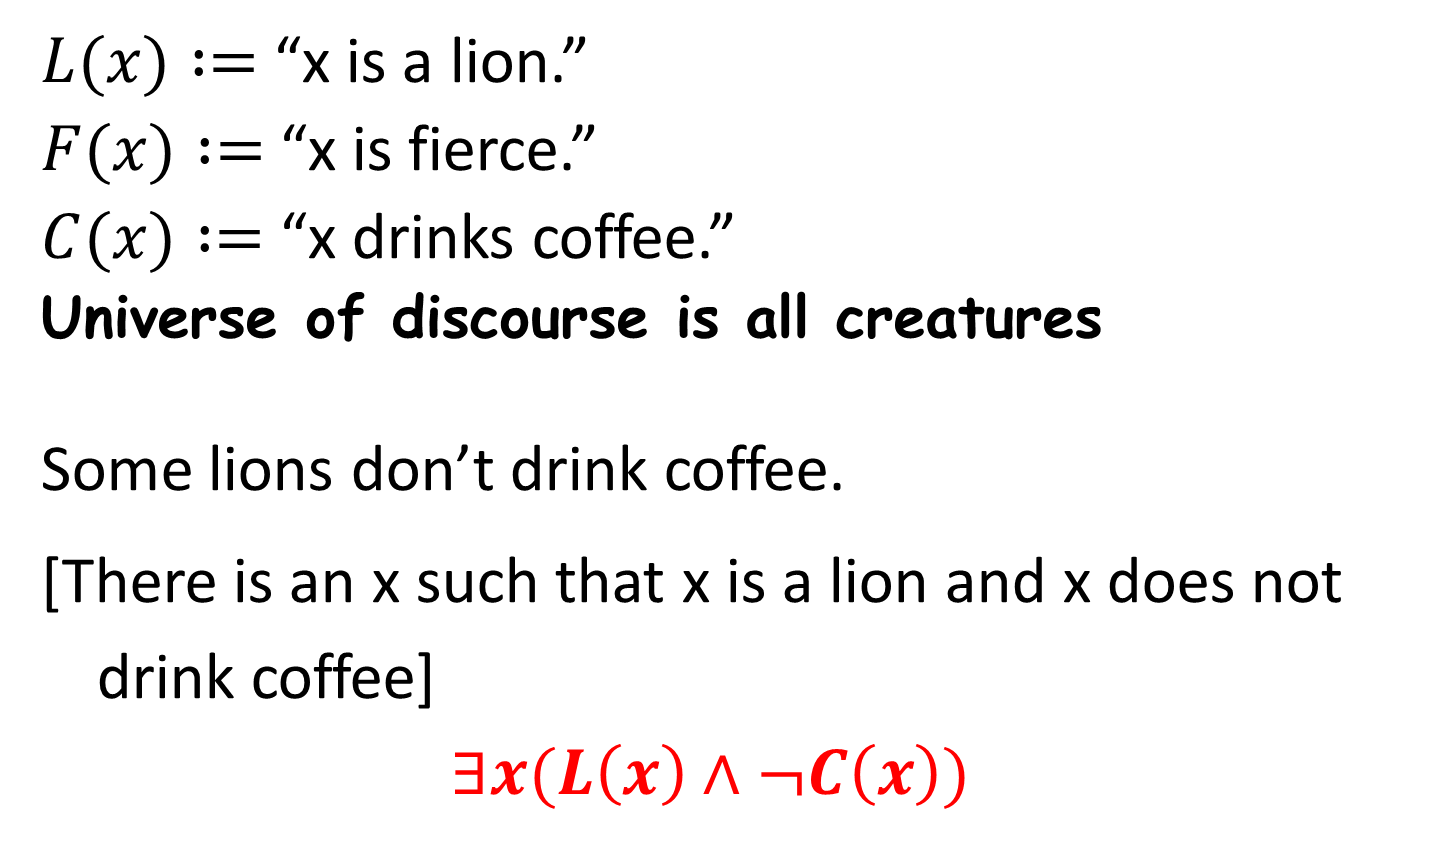 L(x) := “x is a lion.”
F(x) := “x is fierce.”
C(x) := “x drinks coffee.”
Universe of discourse is all creatures
Some lions don’t drink coffee.
[There is an x such that x is a lion and x does not
drink coffee]
∃x(L(x) ∧ ¬C(x))